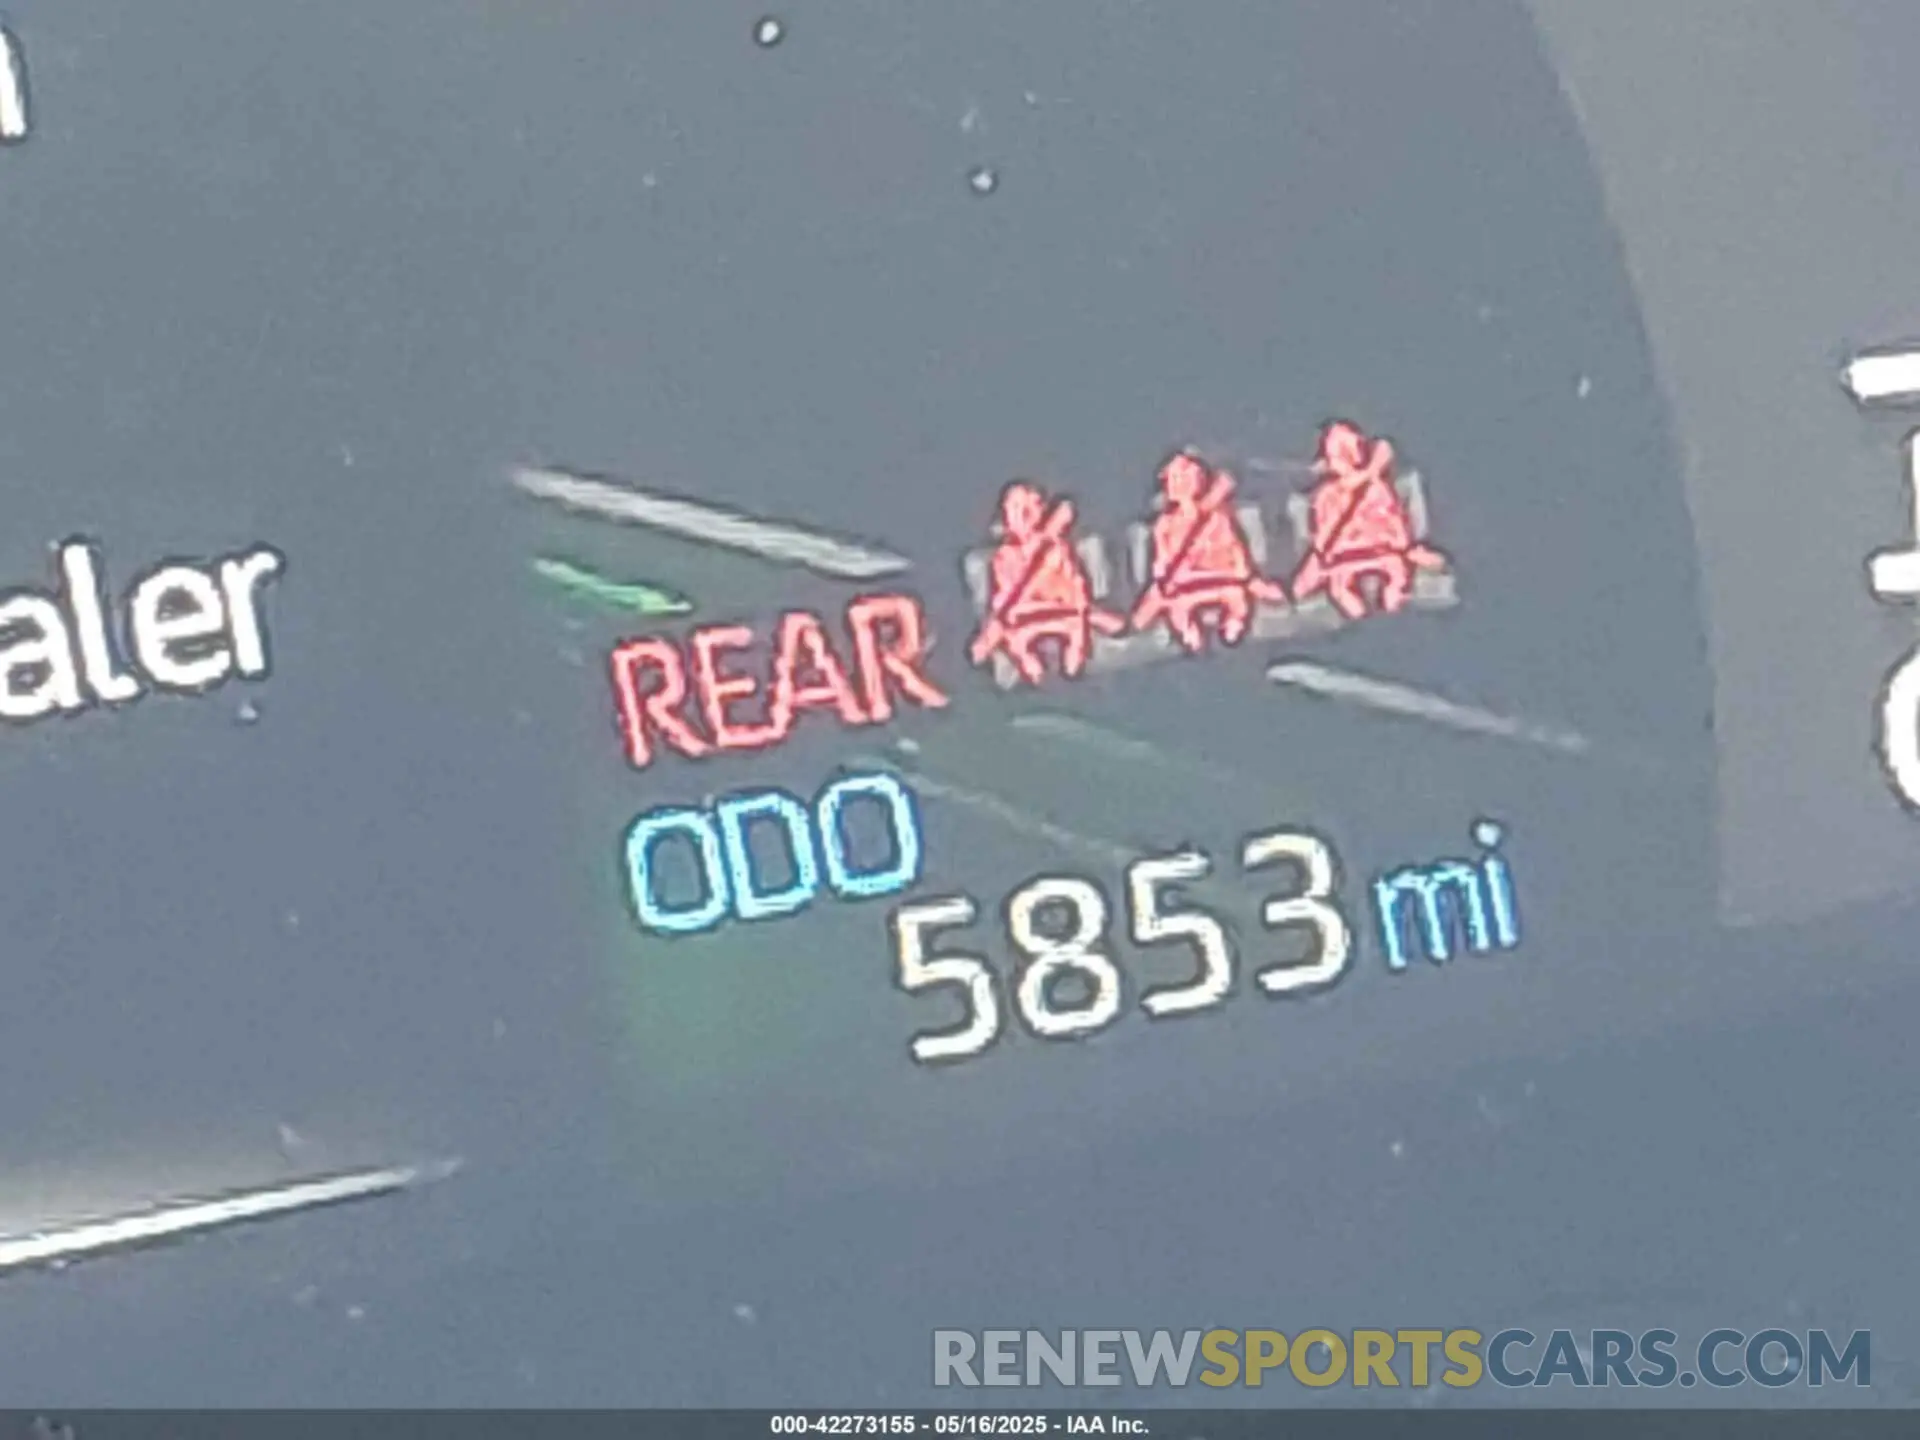 aler
REAR
ODO
5853 mi
RENEWSPORTSCARS.COM
000-42273155 - 05/16/2025 - IAA Inc.